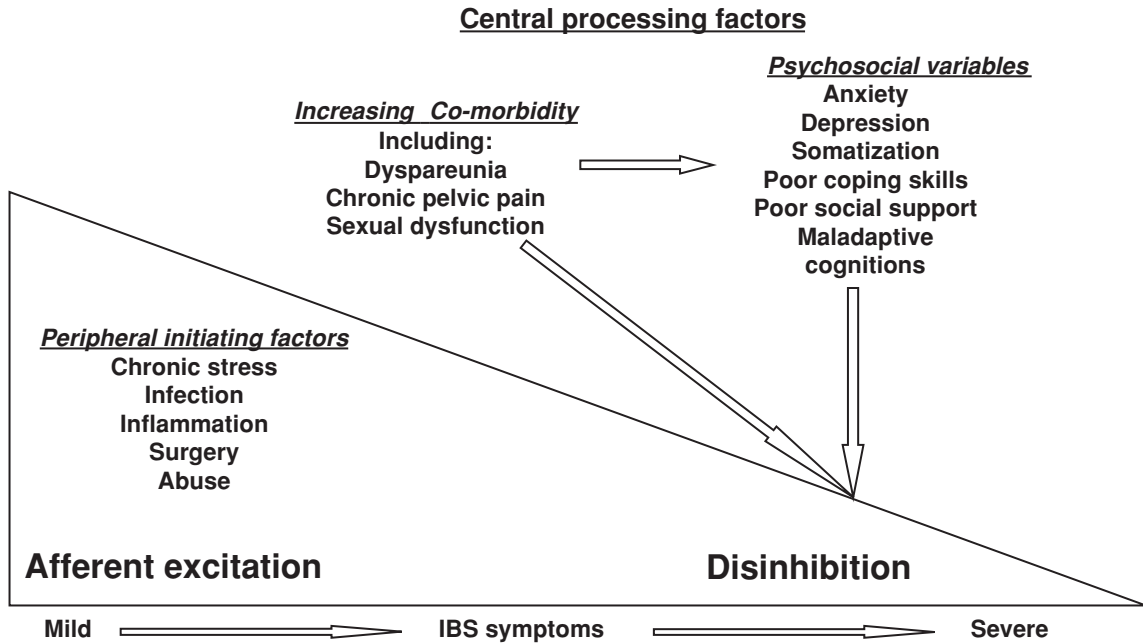 Central processing factors
Psychosocial variables
Anxiety
Depression
Somatization
Poor coping skills
Poor social support
Maladaptive
cognitions
Increasing Co-morbidity
Including:
Dyspareunia
Chronic pelvic pain
Sexual dysfunction
Peripheral initiating factors
Chronic stress
Infection
Inflammation
Surgery
Abuse
Afferent excitation
Disinhibition
Mild
IBS symptoms
Severe